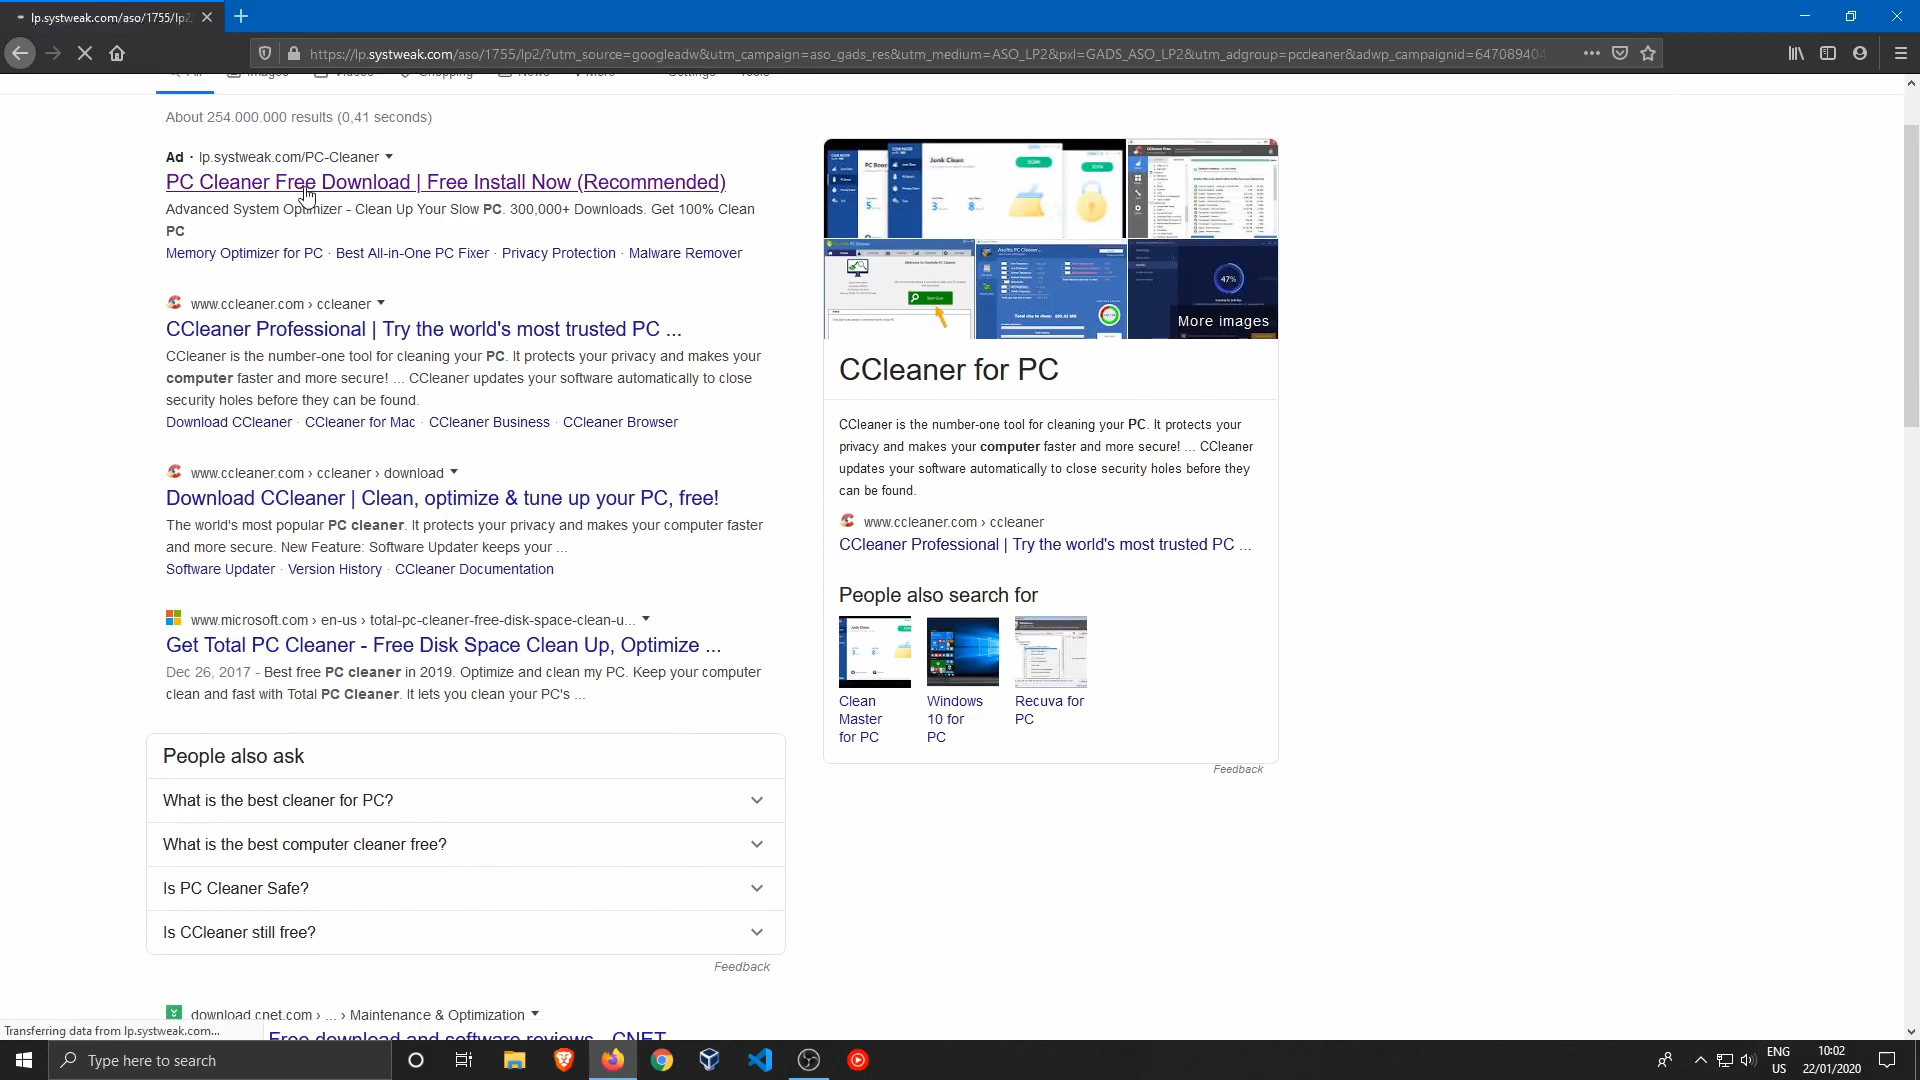 lp.systweak.com/aso/1755/lp2
https://lp.systweak.com/aso/1755/lp2/?utm_source=googleadw&utm_campaign=aso_gads_res&utm_medium=ASO_LP2&pxl=GADS_ASO_LP2&utm_adgroup=pccleaner&adwp_campaignid=647089404
About 254.000.000 results (0,41 seconds)
Ad · lp.systweak.com/PC-Cleaner
PC Cleaner Free Download | Free Install Now (Recommended)
Advanced System Optimizer - Clean Up Your Slow PC. 300,000+ Downloads. Get 100% Clean
PC
Memory Optimizer for PC · Best All-in-One PC Fixer · Privacy Protection · Malware Remover
www.ccleaner.com › ccleaner
CCleaner Professional | Try the world's most trusted PC ...
CCleaner is the number-one tool for cleaning your PC. It protects your privacy and makes your
computer faster and more secure! ... CCleaner updates your software automatically to close
security holes before they can be found.
Download CCleaner · CCleaner for Mac · CCleaner Business · CCleaner Browser
www.ccleaner.com › ccleaner › download
Download CCleaner | Clean, optimize & tune up your PC, free!
The world's most popular PC cleaner. It protects your privacy and makes your computer faster
and more secure. New Feature: Software Updater keeps your ...
Software Updater · Version History · CCleaner Documentation
www.microsoft.com › en-us › total-pc-cleaner-free-disk-space-clean-u...
Get Total PC Cleaner - Free Disk Space Clean Up, Optimize ...
Dec 26, 2017 - Best free PC cleaner in 2019. Optimize and clean my PC. Keep your computer
clean and fast with Total PC Cleaner. It lets you clean your PC's ...
People also ask
What is the best cleaner for PC?
What is the best computer cleaner free?
Is PC Cleaner Safe?
Is CCleaner still free?
Feedback
download.cnet.com › ... › Maintenance & Optimization
Free download and software reviews - CNET
Junk Clean
47%
More images
CCleaner for PC
CCleaner is the number-one tool for cleaning your PC. It protects your
privacy and makes your computer faster and more secure! ... CCleaner
updates your software automatically to close security holes before they
can be found.
www.ccleaner.com › ccleaner
CCleaner Professional | Try the world's most trusted PC ...
People also search for
Clean
Master
for PC
Windows
10 for
PC
Recuva for
PC
Feedback
Transferring data from lp.systweak.com...
Type here to search
ENG
US
10:02
22/01/2020